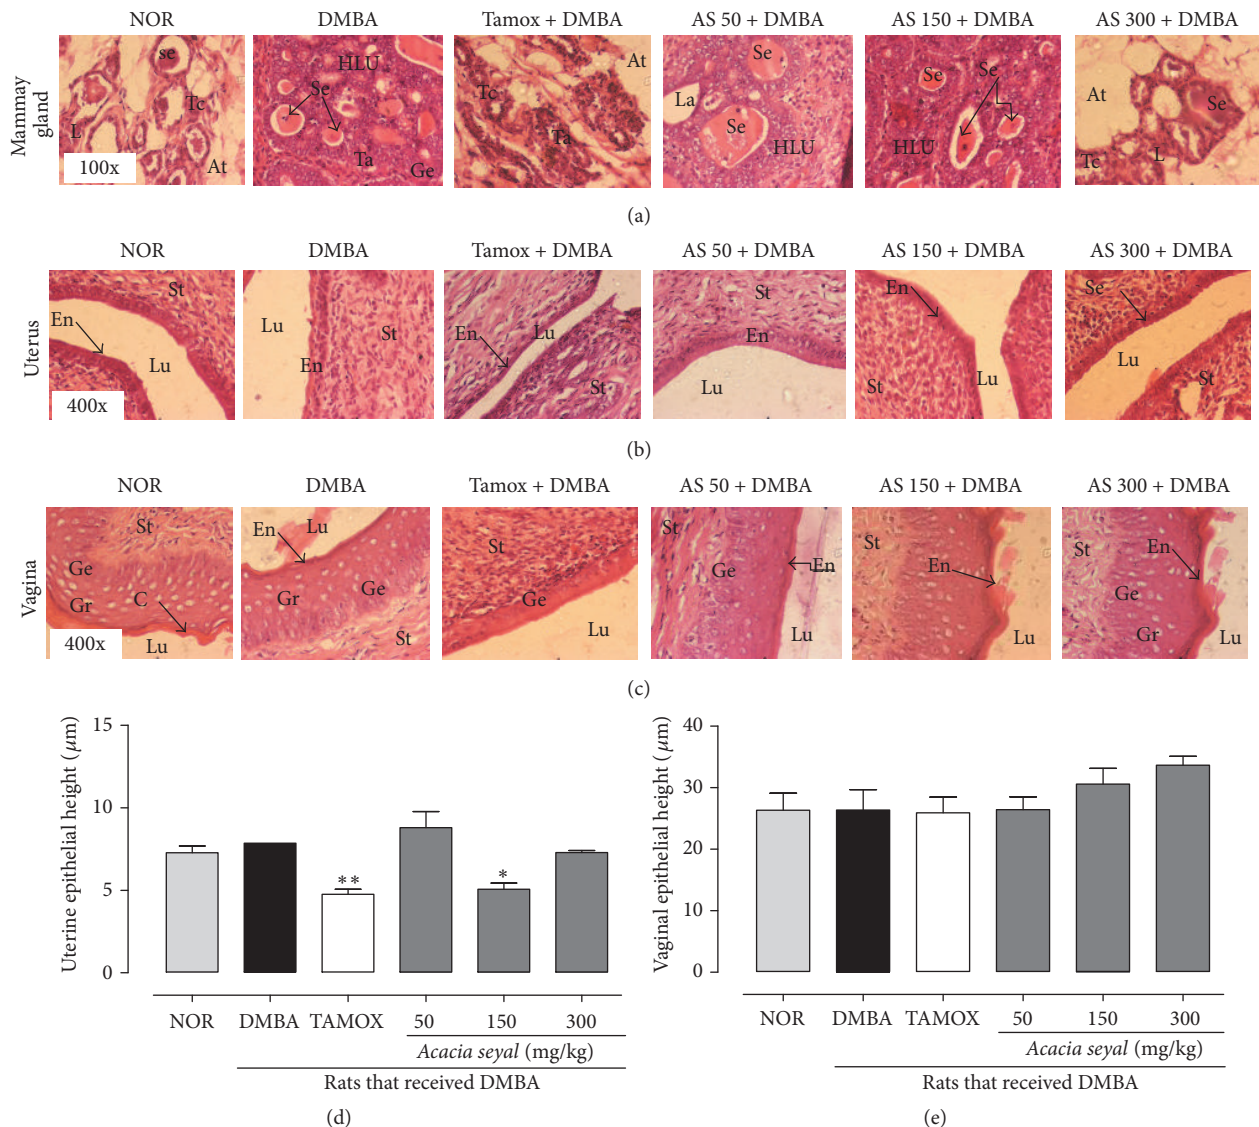 NOR DMBA Tamox + DMBA AS 50 + DMBA AS 150 + DMBA AS 300 + DMBA
Mammay gland
se Tc L At 100x
HLU Se Ta Ge
At Tc Ta
Se La Se HLU
Se Se HLU
At Se L Tc
(a)
NOR DMBA Tamox + DMBA AS 50 + DMBA AS 150 + DMBA AS 300 + DMBA
Uterus
St En Lu 400x
Lu St En
En Lu St
St En Lu
En St Lu
Se Lu St
(b)
NOR DMBA Tamox + DMBA AS 50 + DMBA AS 150 + DMBA AS 300 + DMBA
Vagina
St Ge Gr C Lu 400x
En Lu Gr Ge St
St Ge Lu
St Ge En Lu
St En Lu
St En Ge Gr Lu
(c)
Uterine epithelial height (μm)
15
10
5
0
** *
NOR DMBA TAMOX 50 150 300
Acacia seyal (mg/kg)
Rats that received DMBA
(d)
Vaginal epithelial height (μm)
40
30
20
10
0
NOR DMBA TAMOX 50 150 300
Acacia seyal (mg/kg)
Rats that received DMBA
(e)